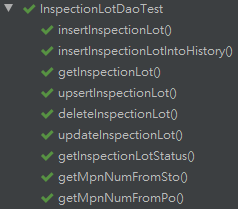 InspectionLotDaoTest
insertInspectionLot()
insertInspectionLotIntoHistory()
getInspectionLot()
upsertInspectionLot()
deleteInspectionLot()
updateInspectionLot()
getInspectionLotStatus()
getMpnNumFromSto()
getMpnNumFromPo()